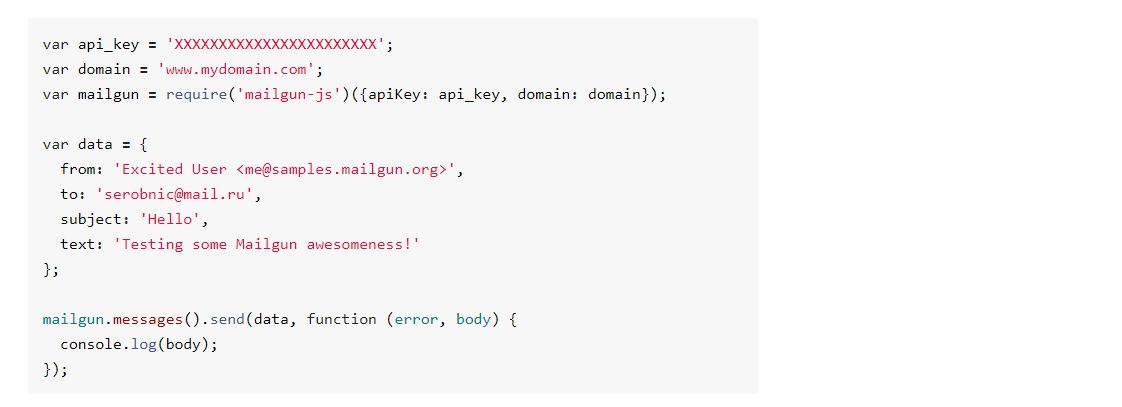 var api_key = 'XXXXXXXXXXXXXXXXXXXXXXX';
var domain = 'www.mydomain.com';
var mailgun = require('mailgun-js')({apiKey: api_key, domain: domain});
var data = {
from: 'Excited User <me@samples.mailgun.org>',
to: 'serobnic@mail.ru',
subject: 'Hello',
text: 'Testing some Mailgun awesomeness!'
};
mailgun.messages().send(data, function (error, body) {
console.log(body);
});